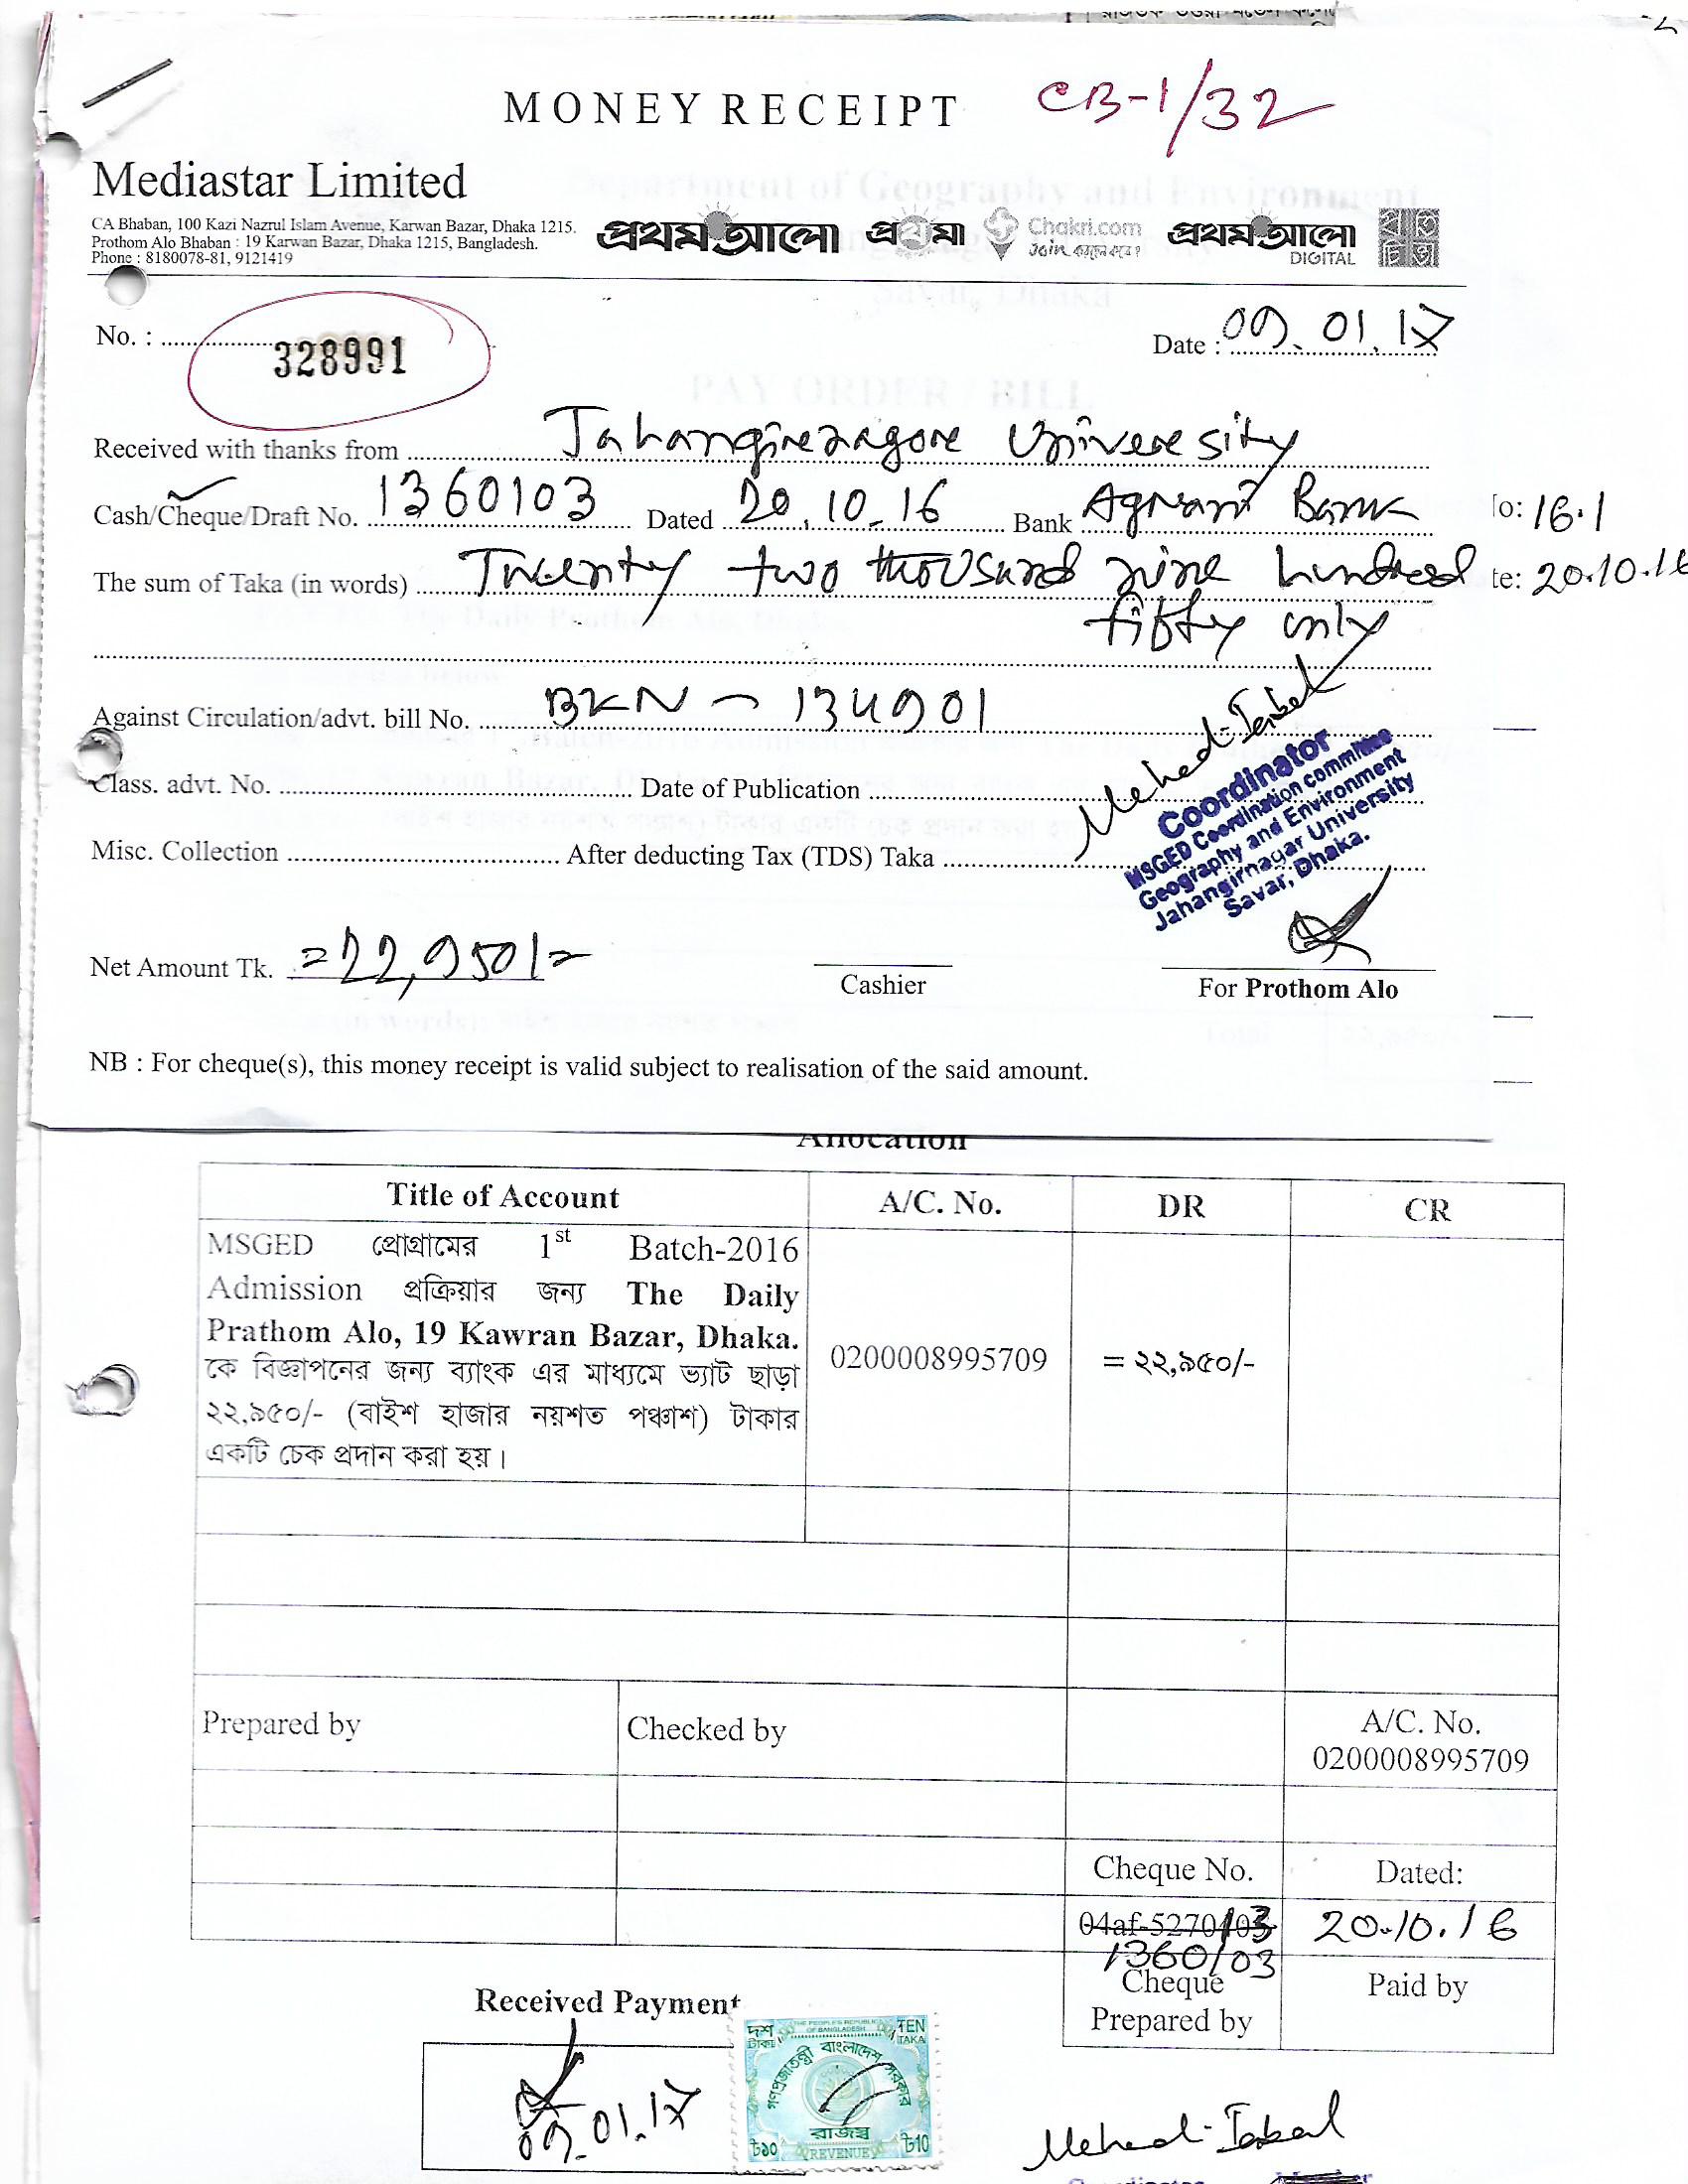 MONEY RECEIPT
CB-1/32
Mediastar Limited
CA Bhaban, 100 Kazi Nazrul Islam Avenue, Karwan Bazar, Dhaka 1215.
Prothom Alo Bhaban : 19 Karwan Bazar, Dhaka 1215, Bangladesh.
Phone : 8180078-81, 9121419
প্রথম আলো প্রথমা Chakri.com প্রথম আলো
DIGITAL
No. : 328991 Date : 09.01.17
Received with thanks from Jahangirnagore University
Cash/Cheque/Draft No. 1360103 Dated 20.10.16 Bank Agrani Bank
The sum of Taka (in words) Twenty two thousand nine hundred
fifty only
lo: 16.1
te: 20.10.16
Against Circulation/advt. bill No. BKN - 134901
Class. advt. No. Date of Publication
Misc. Collection After deducting Tax (TDS) Taka
Mehedi Iqbal
Coordinator
MSGED Coordination committee
Geography and Environment
Jahangirnagar University
Savar, Dhaka.
Net Amount Tk. =22,950/=
Cashier
For Prothom Alo
NB : For cheque(s), this money receipt is valid subject to realisation of the said amount.
Allocation
Title of Account A/C. No. DR CR
MSGED প্রোগ্রামের 1st Batch-2016
Admission প্রক্রিয়ার জন্য The Daily
Prathom Alo, 19 Kawran Bazar, Dhaka.
কে বিজ্ঞাপনের জন্য ব্যাংক এর মাধ্যমে ভ্যাট ছাড়া
২২,৯৫০/- (বাইশ হাজার নয়শত পঞ্চাশ) টাকার
একটি চেক প্রদান করা হয়।
0200008995709 = ২২,৯৫০/-
Prepared by Checked by A/C. No.
0200008995709
Cheque No. Dated:
1360103 20.10.16
Cheque
Prepared by
Paid by
Received Payment
09.01.17
দশ টাকা
THE PEOPLE'S REPUBLIC OF BANGLADESH
TEN TAKA
গণপ্রজাতন্ত্রী বাংলাদেশ সরকার
রাজস্ব
৳১০ REVENUE ৳10
Mehedi Iqbal